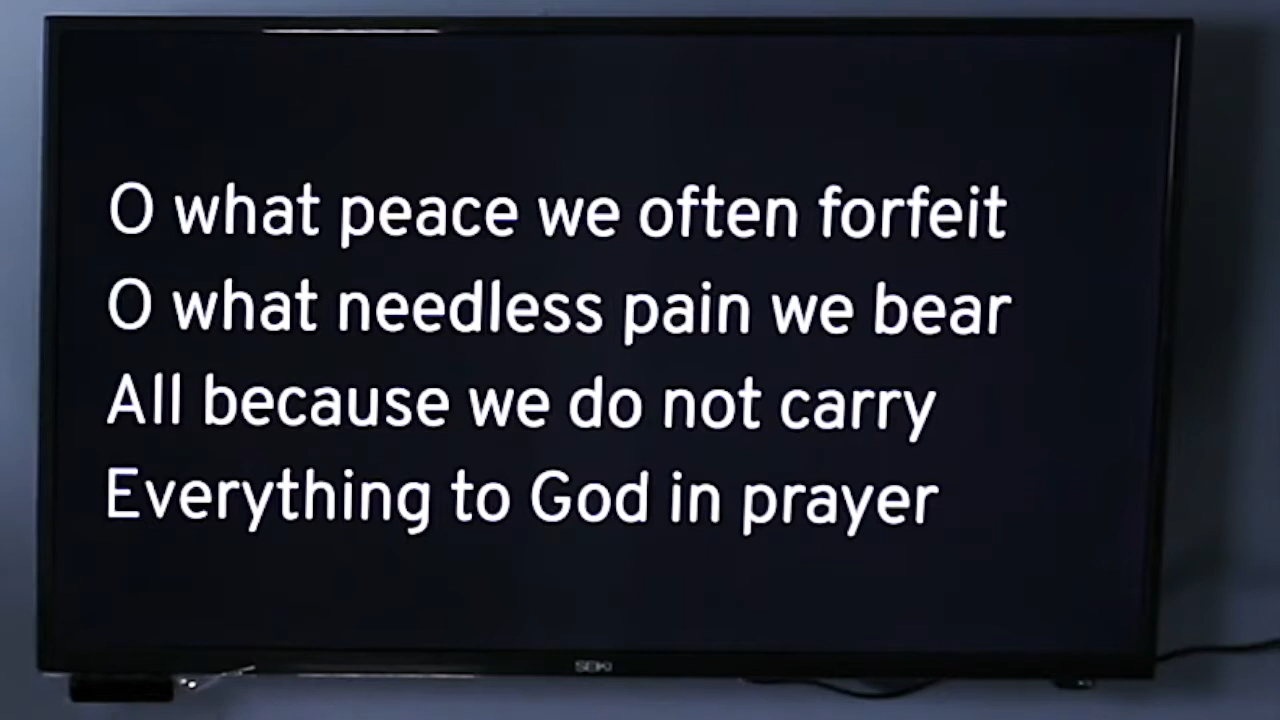 O what peace we often forfeit
O what needless pain we bear
All because we do not carry
Everything to God in prayer
SEIKI